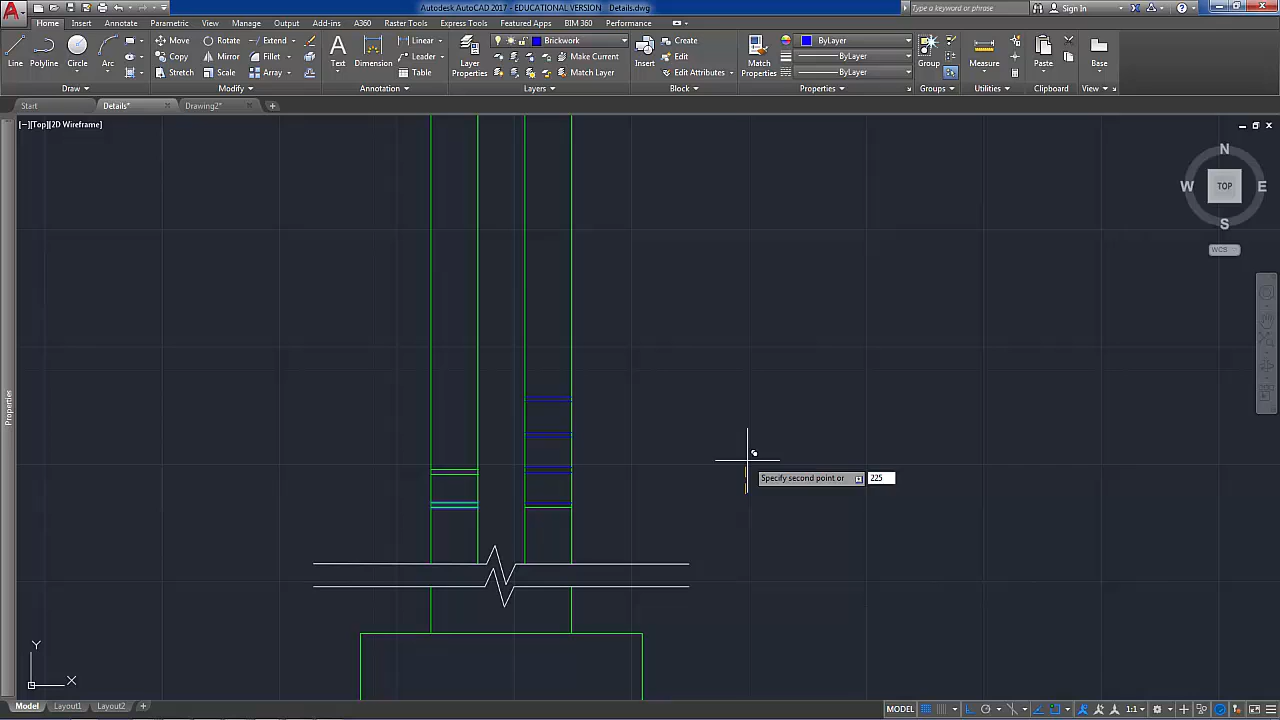 Autodesk AutoCAD 2017 - EDUCATIONAL VERSION Details.dwg
Type a keyword or phrase
Sign In
Home Insert Annotate Parametric View Manage Output Add-ins A360 Raster Tools Express Tools Featured Apps BIM 360 Performance
Line Polyline Circle Arc
Move Rotate Extend
Copy Mirror Fillet
Stretch Scale Array
Text Dimension
Linear
Leader
Table
Layer Properties
Brickwork
Make Current
Match Layer
Insert
Create
Edit
Edit Attributes
Match Properties
ByLayer
ByLayer
ByLayer
Group Measure Paste Base
Draw Modify Annotation Layers Block Properties Groups Utilities Clipboard View
Start Details* Drawing2*
[−][Top][2D Wireframe]
N
W TOP E
S
WCS
Properties
Specify second point or 225
Y
X
Model Layout1 Layout2
MODEL 1:1